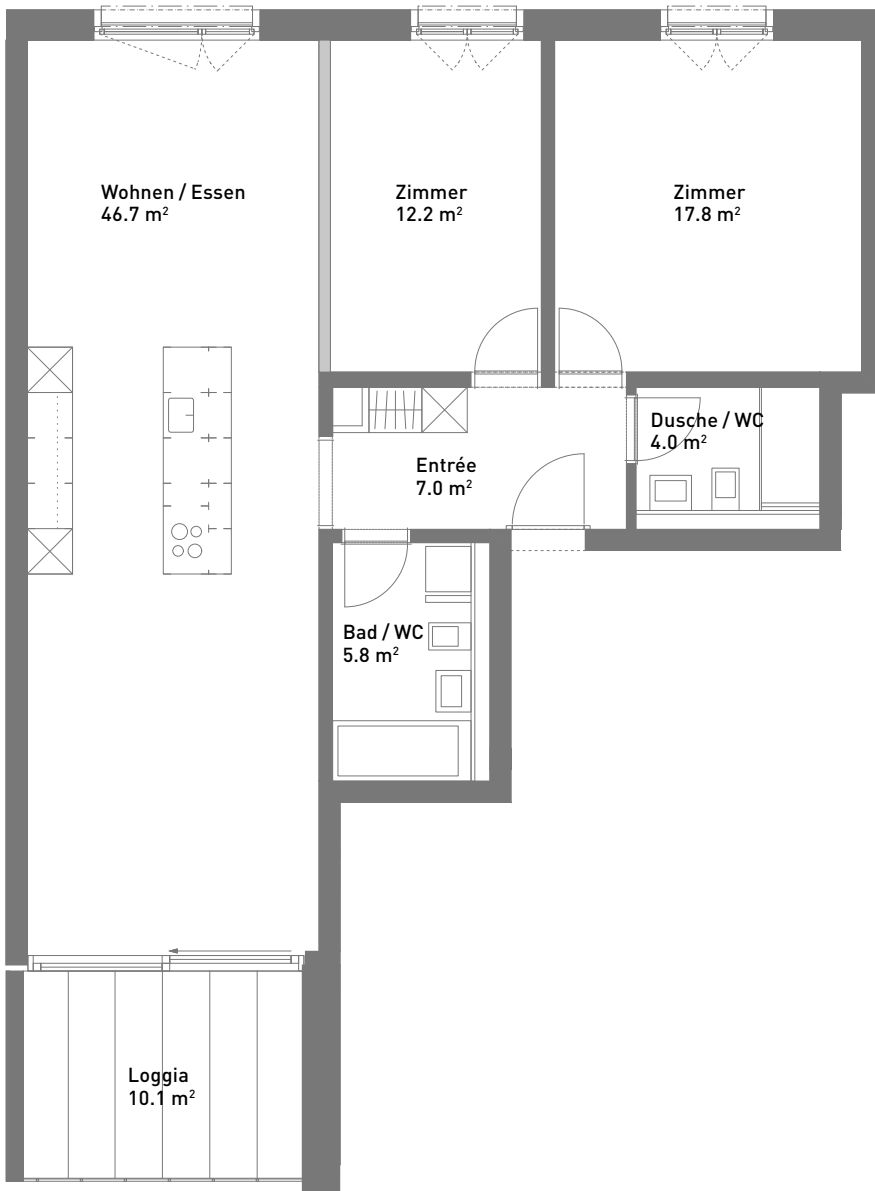 Wohnen / Essen
46.7 m²
Zimmer
12.2 m²
Zimmer
17.8 m²
Dusche / WC
4.0 m²
Entrée
7.0 m²
Bad / WC
5.8 m²
Loggia
10.1 m²